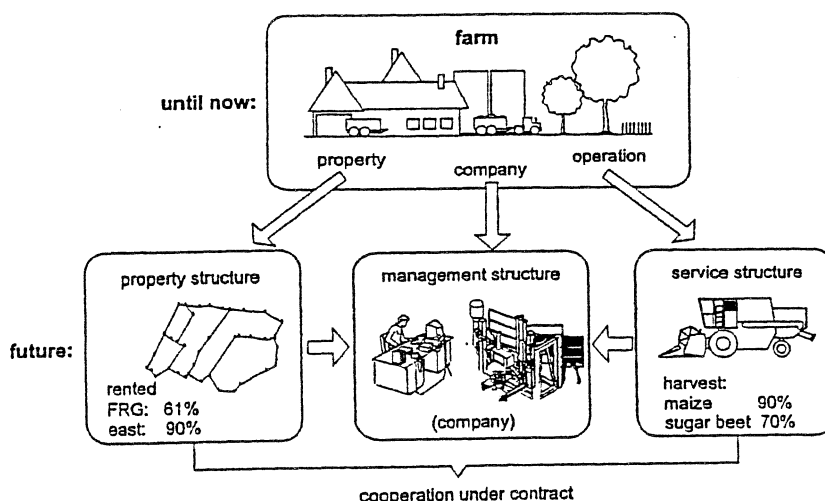 farm
until now:
property
company
operation
property structure
management structure
service structure
future:
rented
FRG: 61%
east: 90%
(company)
harvest:
maize 90%
sugar beet 70%
cooperation under contract